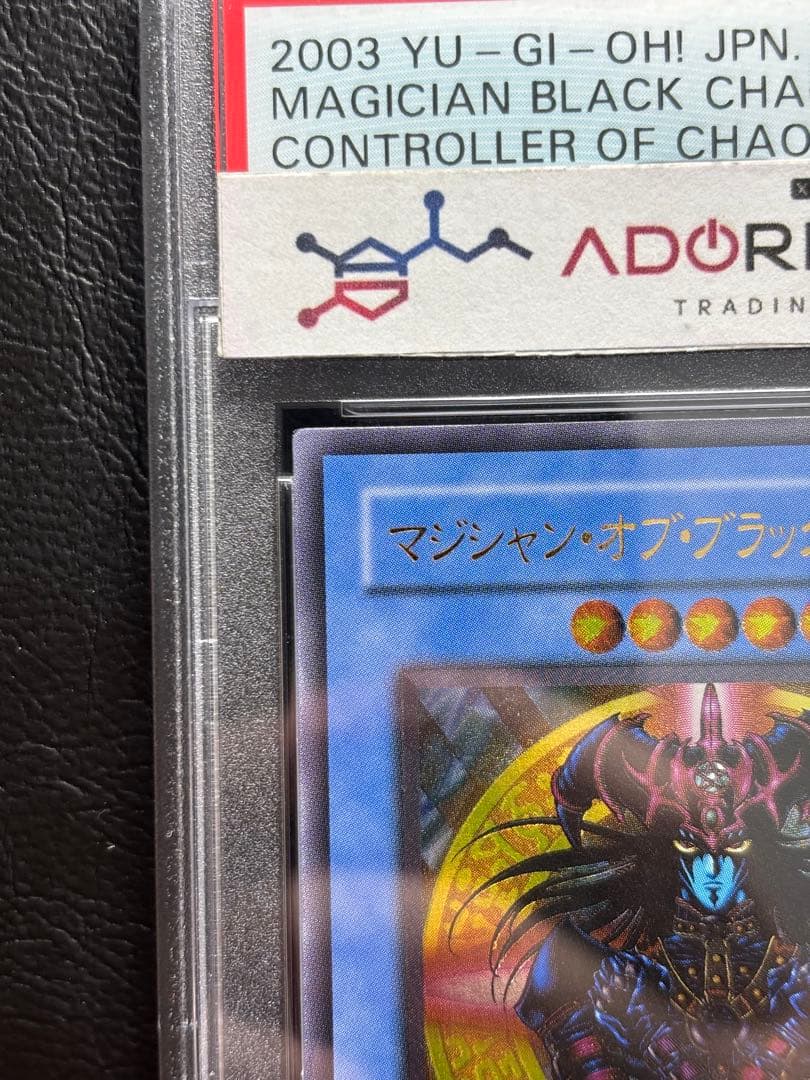 2003 YU-GI-OH! JPN.
MAGICIAN BLACK CHA
CONTROLLER OF CHAO
ADOR
TRADIN
マジシャン・オブ・ブラッ